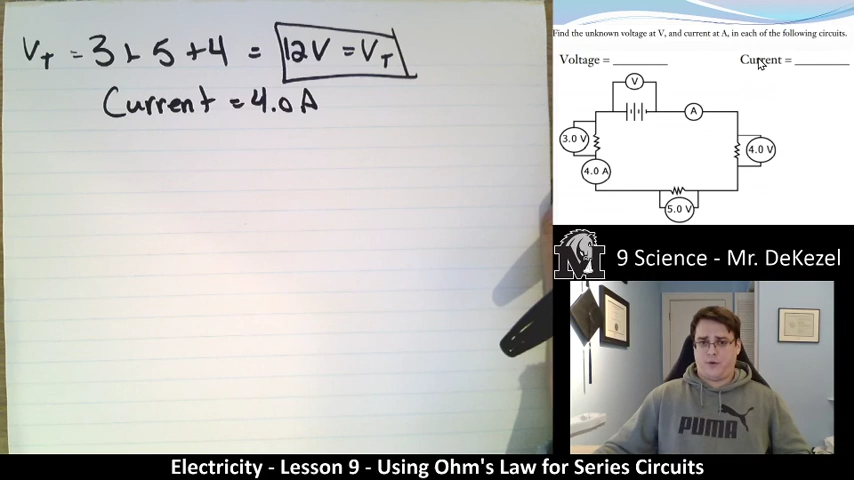 V_T = 3 + 5 + 4 = 12V = V_T
Current = 4.0 A
Find the unknown voltage at V, and current at A, in each of the following circuits.
Voltage = ________
Current = ________
V
A
3.0 V
4.0 V
4.0 A
5.0 V
M
9 Science - Mr. DeKezel
PUMA
Electricity - Lesson 9 - Using Ohm's Law for Series Circuits